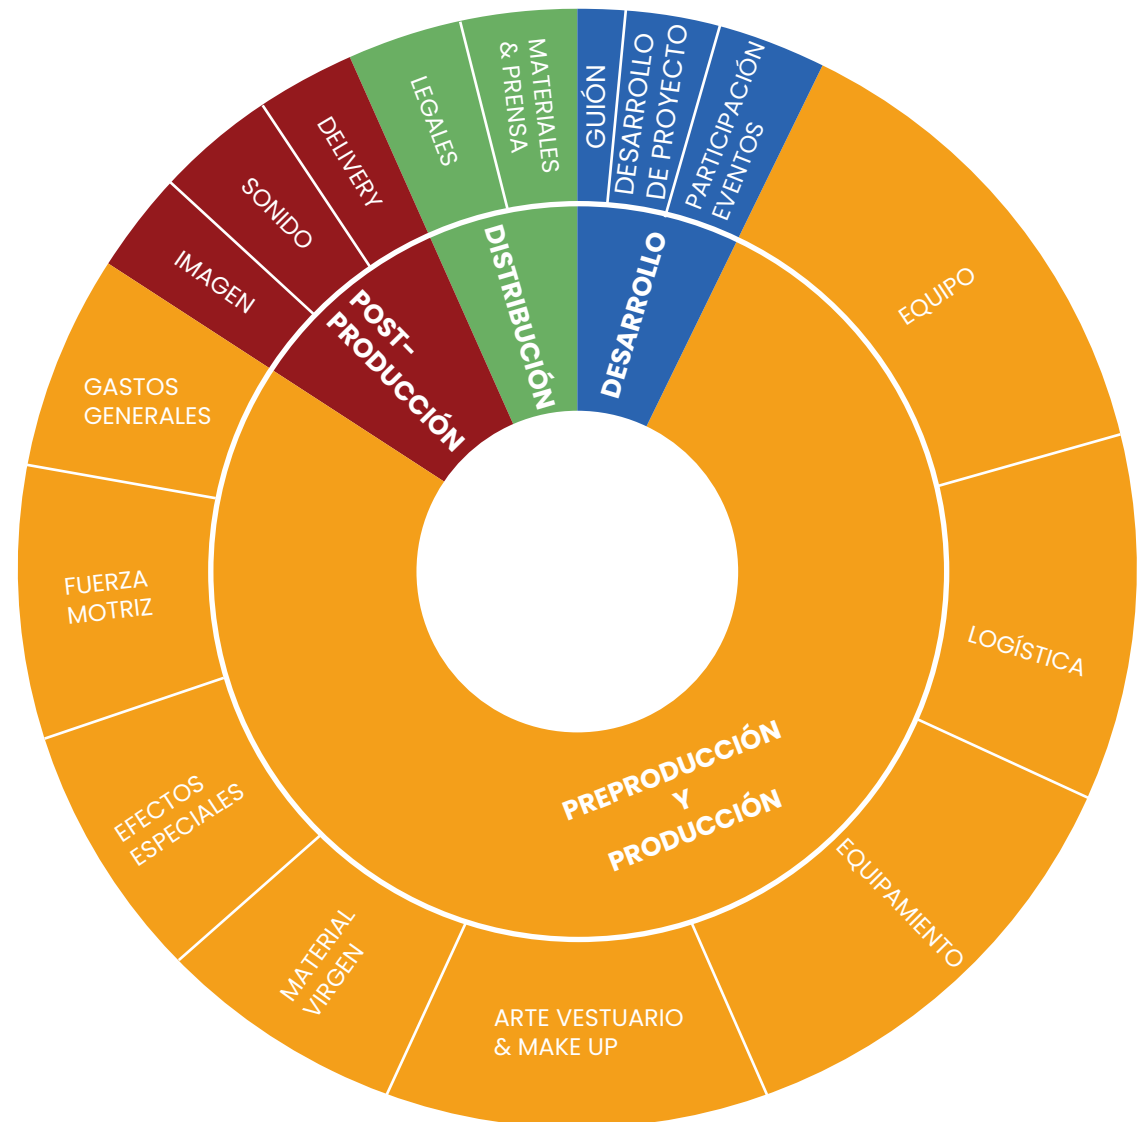 GUIÓN
DESARROLLO
DE PROYECTO
PARTICIPACIÓN
EVENTOS
EQUIPO
LOGÍSTICA
EQUIPAMIENTO
ARTE VESTUARIO
& MAKE UP
MATERIAL
VIRGEN
EFECTOS
ESPECIALES
FUERZA
MOTRIZ
GASTOS
GENERALES
IMAGEN
SONIDO
DELIVERY
LEGALES
MATERIALES
& PRENSA
DESARROLLO
PREPRODUCCIÓN
Y
PRODUCCIÓN
POST-
PRODUCCIÓN
DISTRIBUCIÓN